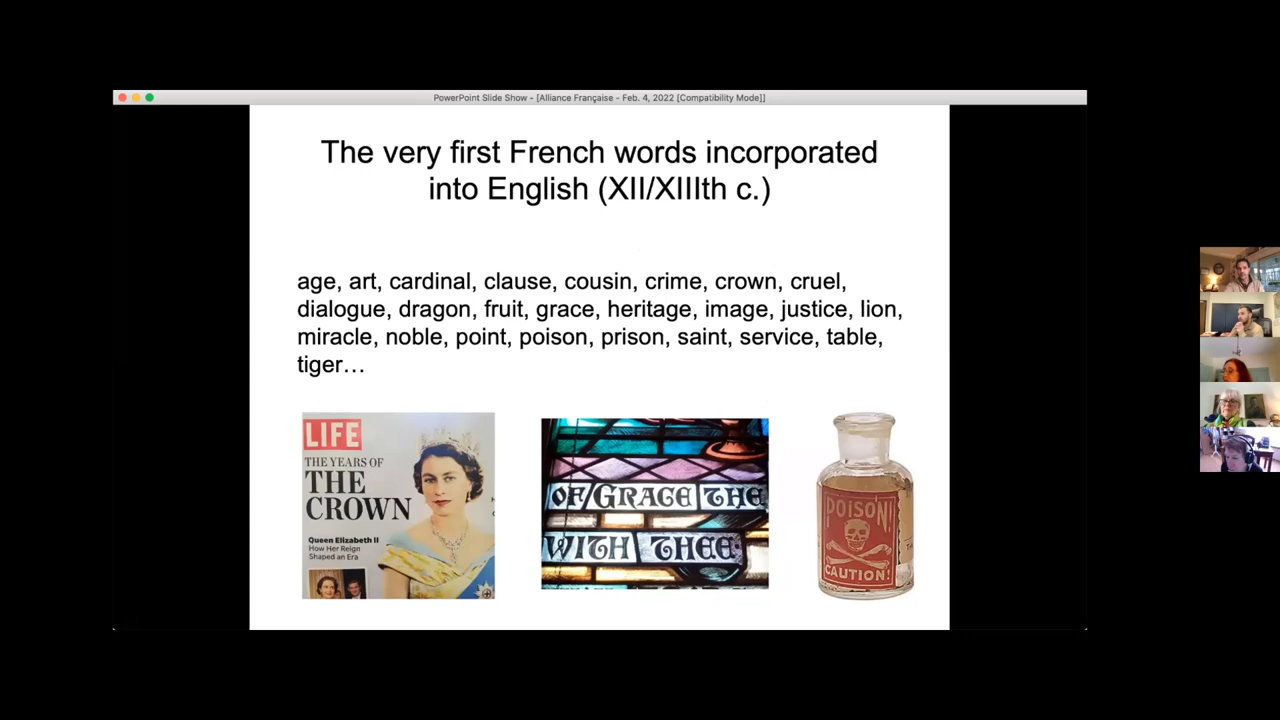 PowerPoint Slide Show - [Alliance Française - Feb. 4, 2022 [Compatibility Mode]]
The very first French words incorporated
into English (XII/XIIIth c.)
age, art, cardinal, clause, cousin, crime, crown, cruel,
dialogue, dragon, fruit, grace, heritage, image, justice, lion,
miracle, noble, point, poison, prison, saint, service, table,
tiger…
LIFE
THE YEARS OF
THE
CROWN
Queen Elizabeth II
How Her Reign
Shaped an Era
OF GRACE THE
WITH THEE
POISON!
CAUTION!